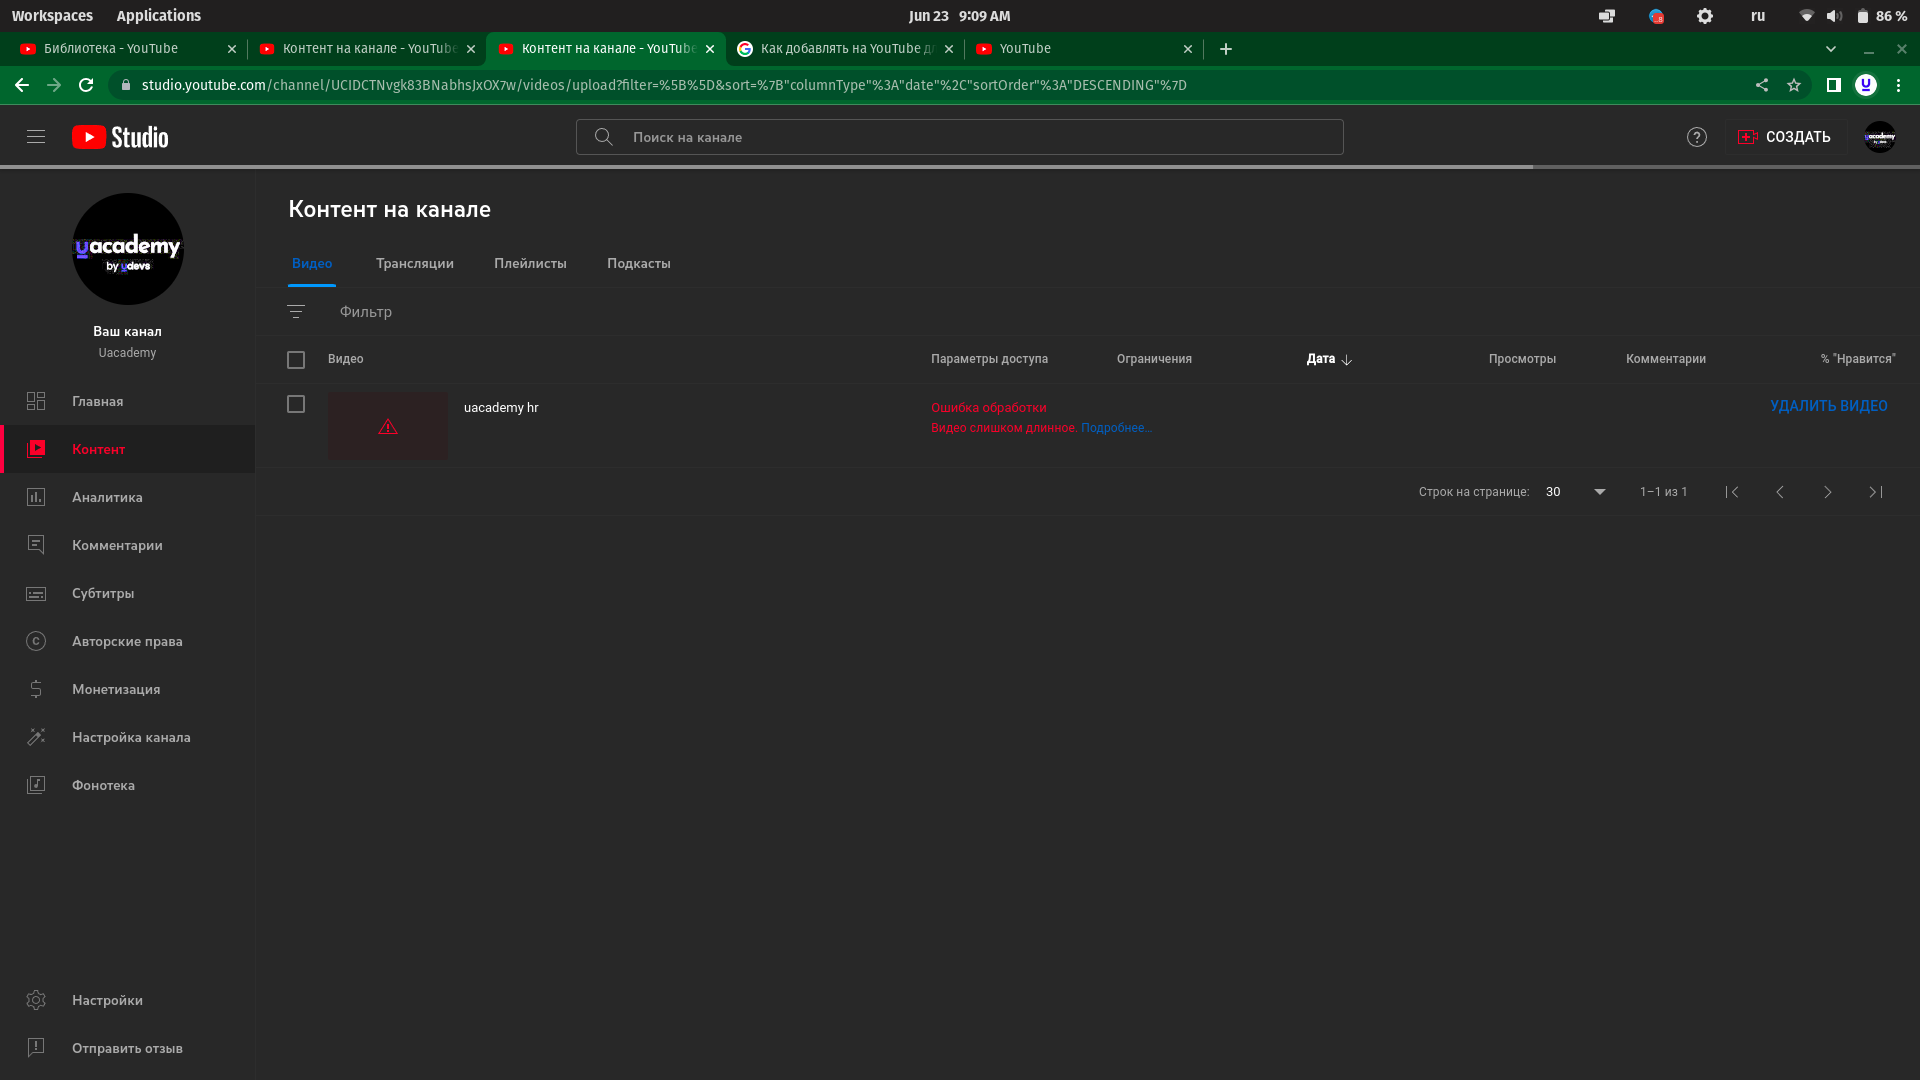 Workspaces Applications Jun 23 9:09 AM ru 86 %
Библиотека - YouTube Контент на канале - YouTube Контент на канале - YouTube Как добавлять на YouTube д YouTube
studio.youtube.com/channel/UCIDCTNvgk83BNabhsJxOX7w/videos/upload?filter=%5B%5D&sort=%7B"columnType"%3A"date"%2C"sortOrder"%3A"DESCENDING"%7D
Studio Поиск на канале СОЗДАТЬ
uacademy
by udevs
Ваш канал
Uacademy
Главная
Контент
Аналитика
Комментарии
Субтитры
Авторские права
Монетизация
Настройка канала
Фонотека
Настройки
Отправить отзыв
Контент на канале
Видео Трансляции Плейлисты Подкасты
Фильтр
Видео Параметры доступа Ограничения Дата Просмотры Комментарии % "Нравится"
uacademy hr Ошибка обработки УДАЛИТЬ ВИДЕО
Видео слишком длинное. Подробнее...
Строк на странице: 30 1–1 из 1